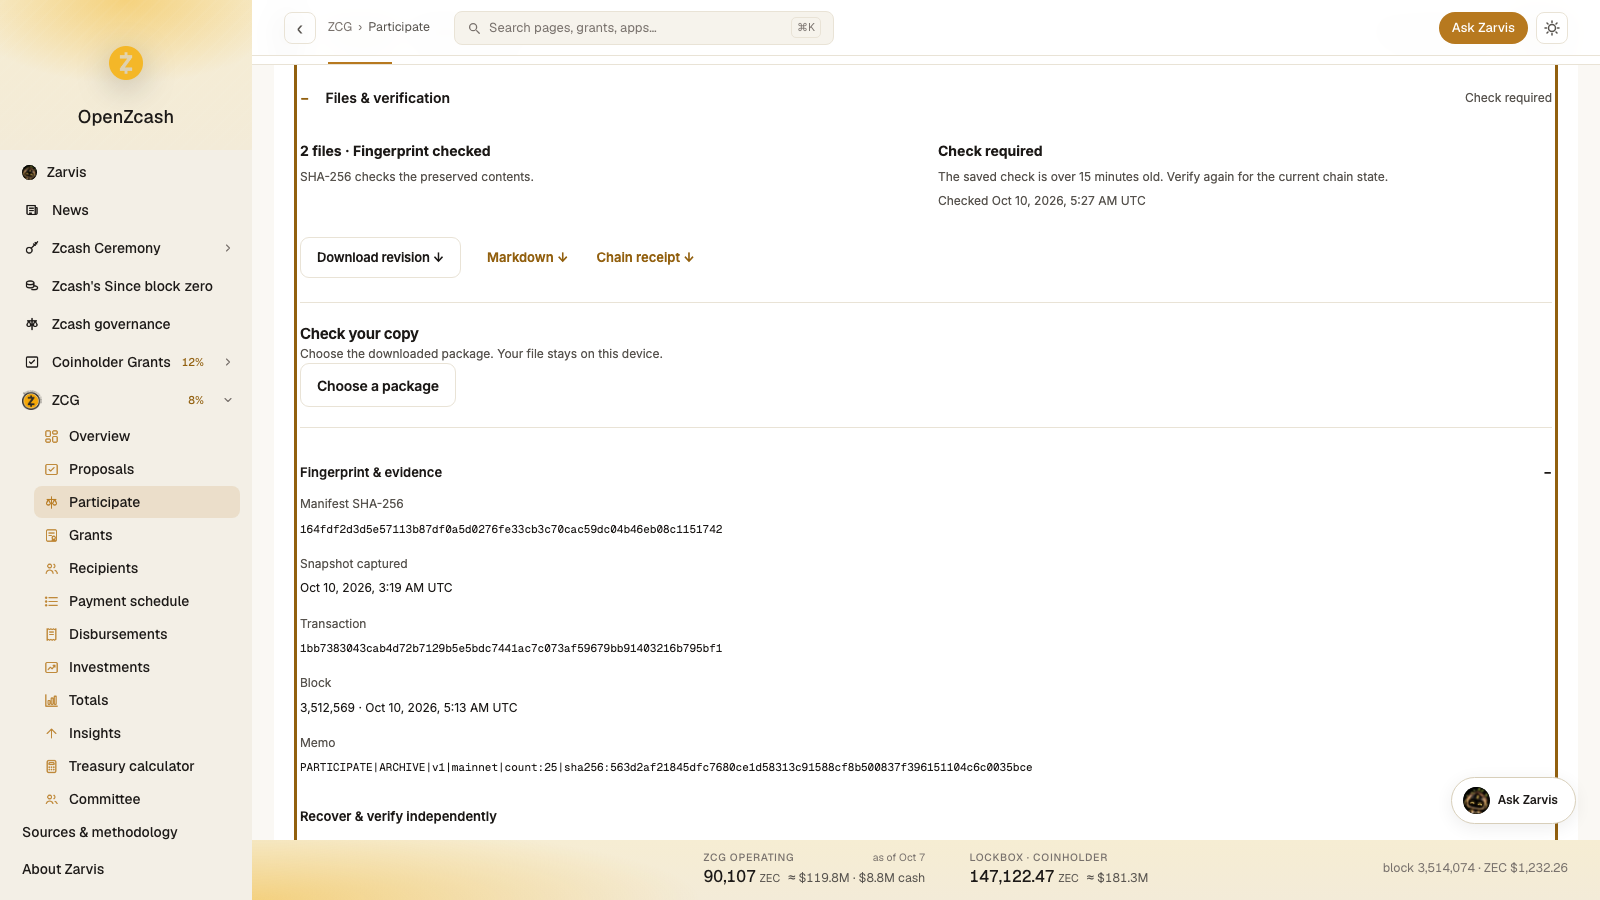 OpenZcash
Zarvis
News
Zcash Ceremony
Zcash's Since block zero
Zcash governance
Coinholder Grants 12%
ZCG 8%
Overview
Proposals
Participate
Grants
Recipients
Payment schedule
Disbursements
Investments
Totals
Insights
Treasury calculator
Committee
Sources & methodology
About Zarvis
‹ ZCG › Participate Search pages, grants, apps... ⌘K Ask Zarvis
− Files & verification Check required
2 files · Fingerprint checked
SHA-256 checks the preserved contents.
Check required
The saved check is over 15 minutes old. Verify again for the current chain state.
Checked Oct 10, 2026, 5:27 AM UTC
Download revision ↓ Markdown ↓ Chain receipt ↓
Check your copy
Choose the downloaded package. Your file stays on this device.
Choose a package
Fingerprint & evidence −
Manifest SHA-256
164fdf2d3d5e57113b87df0a5d0276fe33cb3c70cac59dc04b46eb08c1151742
Snapshot captured
Oct 10, 2026, 3:19 AM UTC
Transaction
1bb7383043cab4d72b7129b5e5bdc7441ac7c073af59679bb91403216b795bf1
Block
3,512,569 · Oct 10, 2026, 5:13 AM UTC
Memo
PARTICIPATE|ARCHIVE|v1|mainnet|count:25|sha256:563d2af21845dfc7680ce1d58313c91588cf8b500837f396151104c6c0035bce
Recover & verify independently
Ask Zarvis
ZCG OPERATING as of Oct 7
90,107 ZEC ≈ $119.8M · $8.8M cash
LOCKBOX · COINHOLDER
147,122.47 ZEC ≈ $181.3M
block 3,514,074 · ZEC $1,232.26